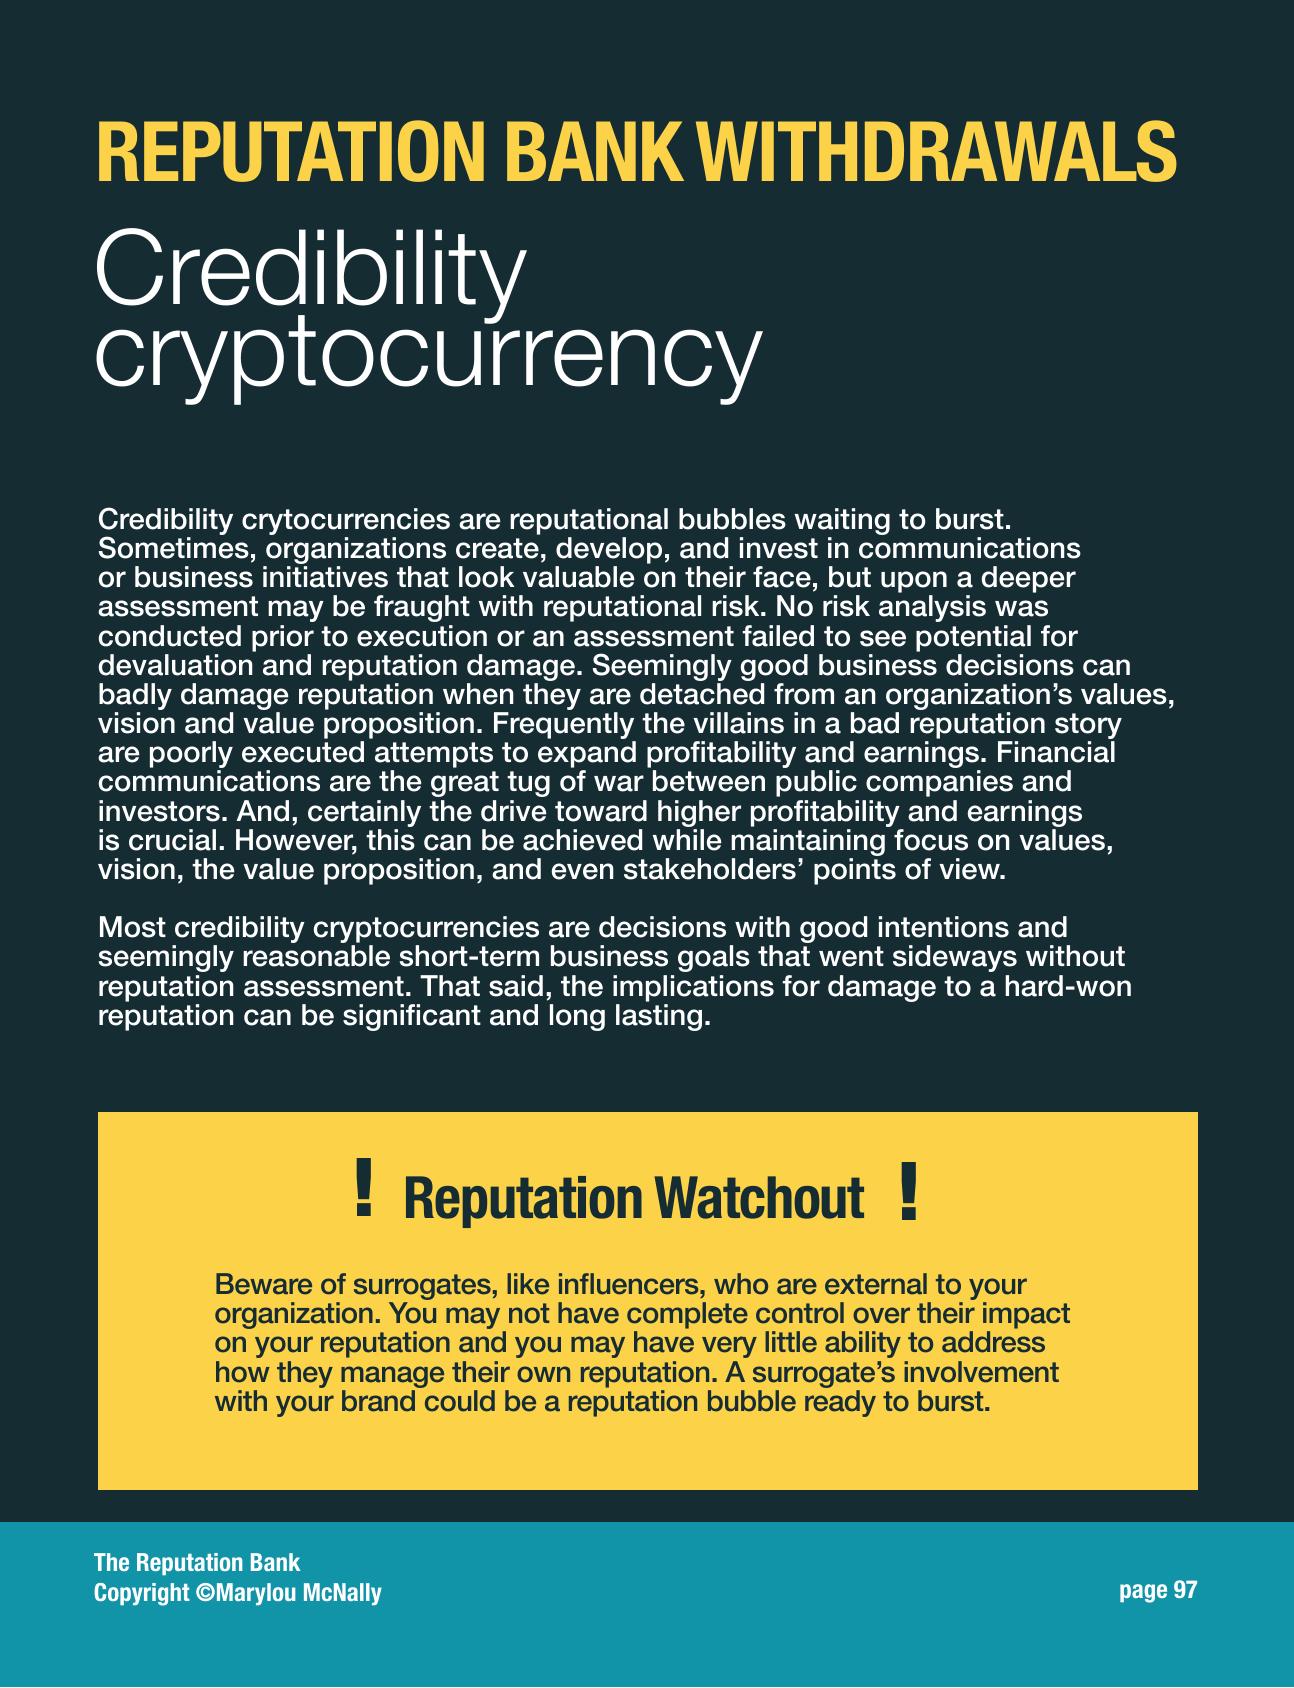 REPUTATION BANK WITHDRAWALS
Credibility
cryptocurrency
Credibility crytocurrencies are reputational bubbles waiting to burst.
Sometimes, organizations create, develop, and invest in communications
or business initiatives that look valuable on their face, but upon a deeper
assessment may be fraught with reputational risk. No risk analysis was
conducted prior to execution or an assessment failed to see potential for
devaluation and reputation damage. Seemingly good business decisions can
badly damage reputation when they are detached from an organization’s values,
vision and value proposition. Frequently the villains in a bad reputation story
are poorly executed attempts to expand profitability and earnings. Financial
communications are the great tug of war between public companies and
investors. And, certainly the drive toward higher profitability and earnings
is crucial. However, this can be achieved while maintaining focus on values,
vision, the value proposition, and even stakeholders’ points of view.
Most credibility cryptocurrencies are decisions with good intentions and
seemingly reasonable short-term business goals that went sideways without
reputation assessment. That said, the implications for damage to a hard-won
reputation can be significant and long lasting.
! Reputation Watchout !
Beware of surrogates, like influencers, who are external to your
organization. You may not have complete control over their impact
on your reputation and you may have very little ability to address
how they manage their own reputation. A surrogate’s involvement
with your brand could be a reputation bubble ready to burst.
The Reputation Bank
Copyright ©Marylou McNally
page 97